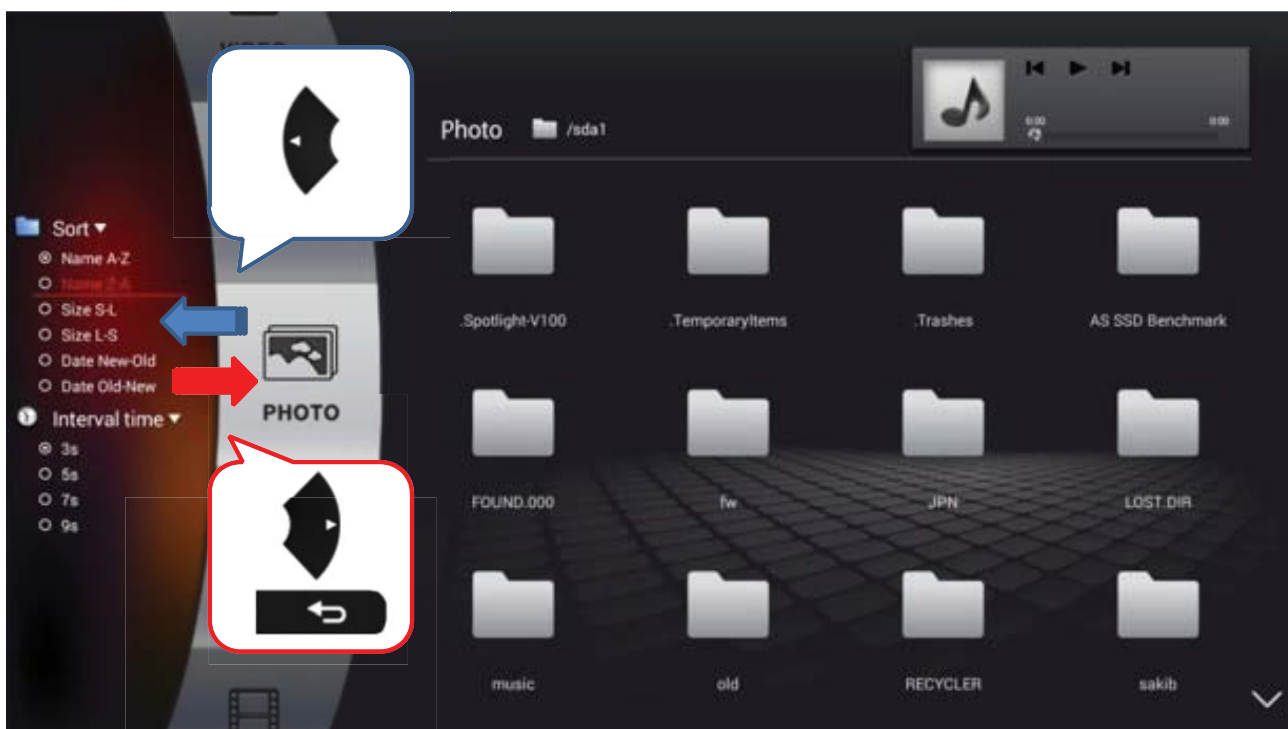 VIDEO
Photo /sda1
0:00 0:00
Sort
Name A-Z
Name Z-A
Size S-L
Size L-S
Date New-Old
Date Old-New
Interval time
3s
5s
7s
9s
PHOTO
.Spotlight-V100 .TemporaryItems .Trashes AS SSD Benchmark
FOUND.000 fw JPN LOST.DIR
music old RECYCLER sakib